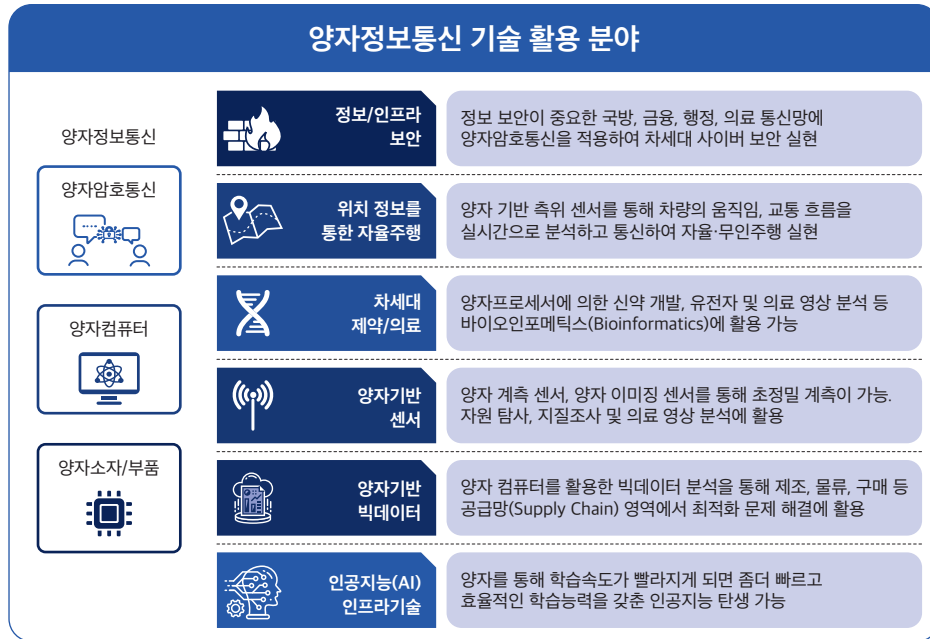 양자정보통신 기술 활용 분야
양자정보통신
양자암호통신
양자컴퓨터
양자소자/부품
정보/인프라
보안
정보 보안이 중요한 국방, 금융, 행정, 의료 통신망에
양자암호통신을 적용하여 차세대 사이버 보안 실현
위치 정보를
통한 자율주행
양자 기반 측위 센서를 통해 차량의 움직임, 교통 흐름을
실시간으로 분석하고 통신하여 자율·무인주행 실현
차세대
제약/의료
양자프로세서에 의한 신약 개발, 유전자 및 의료 영상 분석 등
바이오인포메틱스(Bioinformatics)에 활용 가능
양자기반
센서
양자 계측 센서, 양자 이미징 센서를 통해 초정밀 계측이 가능.
자원 탐사, 지질조사 및 의료 영상 분석에 활용
양자기반
빅데이터
양자 컴퓨터를 활용한 빅데이터 분석을 통해 제조, 물류, 구매 등
공급망(Supply Chain) 영역에서 최적화 문제 해결에 활용
인공지능(AI)
인프라기술
양자를 통해 학습속도가 빨라지게 되면 좀더 빠르고
효율적인 학습능력을 갖춘 인공지능 탄생 가능